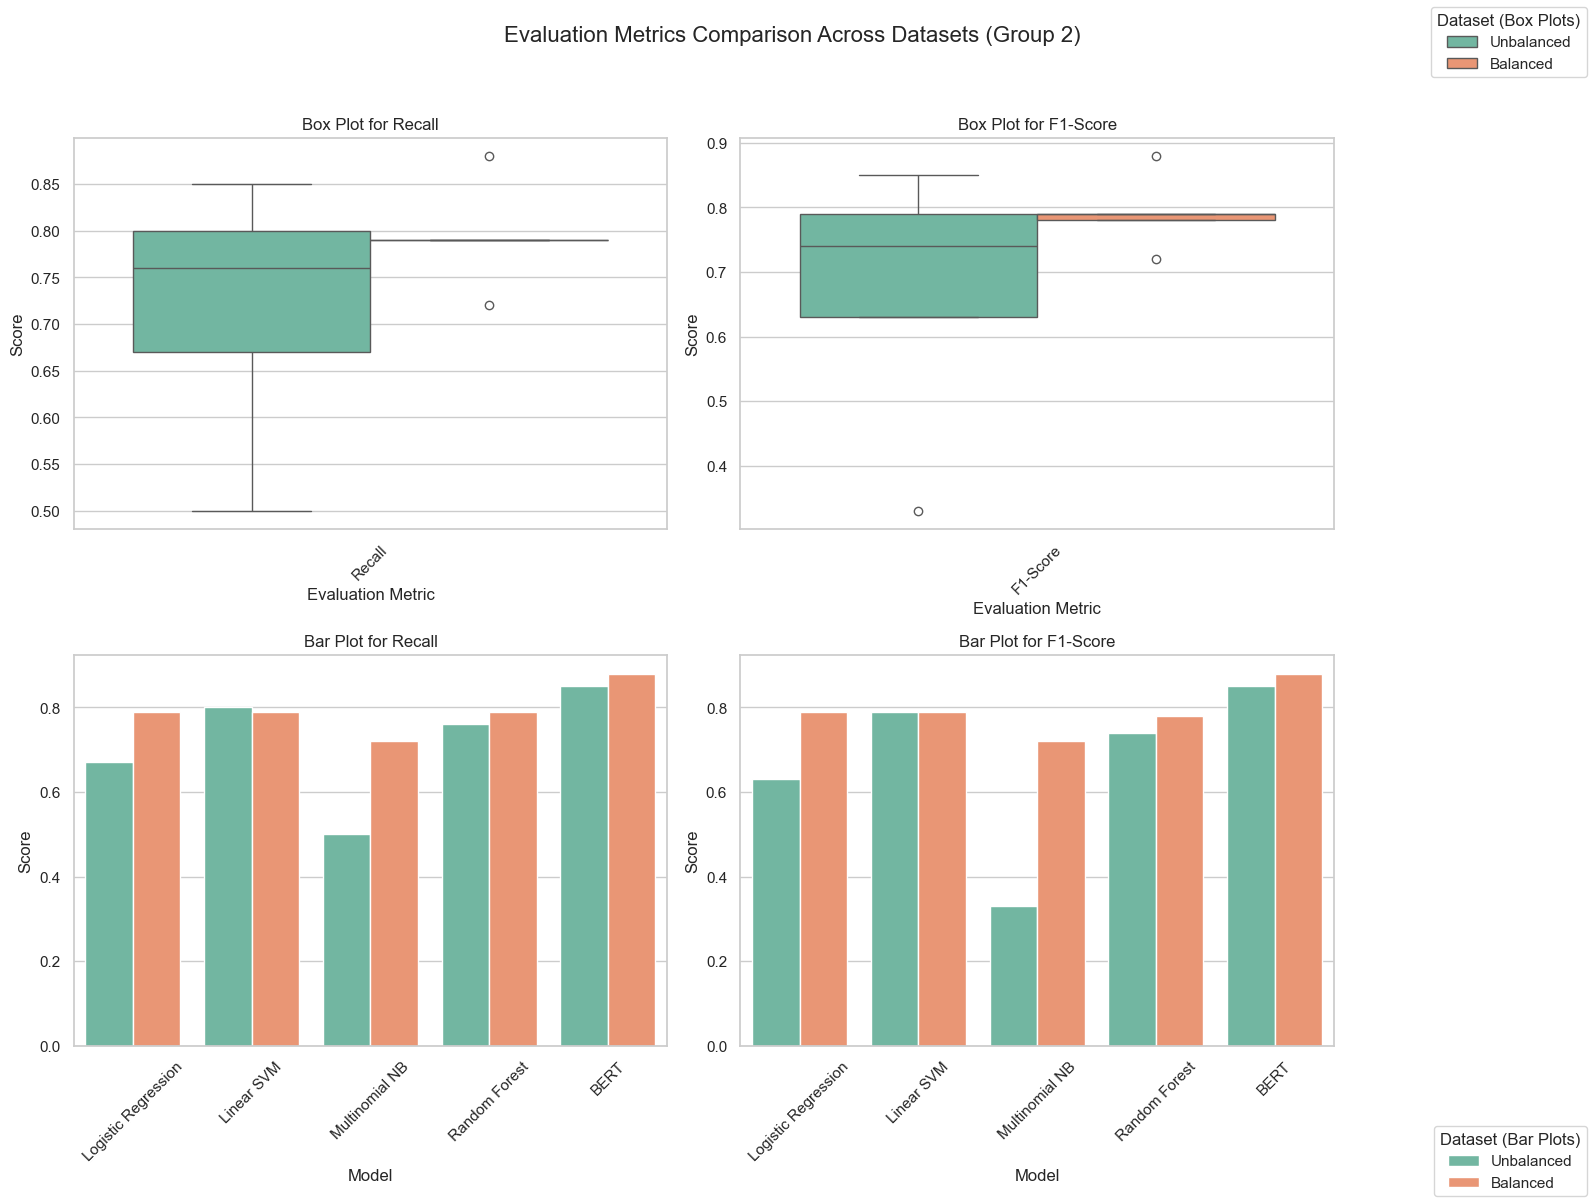 Evaluation Metrics Comparison Across Datasets (Group 2)
Dataset (Box Plots)
Unbalanced
Balanced
Box Plot for Recall
Score
0.85
0.80
0.75
0.70
0.65
0.60
0.55
0.50
Recall
Evaluation Metric
Box Plot for F1-Score
Score
0.9
0.8
0.7
0.6
0.5
0.4
F1-Score
Evaluation Metric
Bar Plot for Recall
Score
0.8
0.6
0.4
0.2
0.0
Logistic Regression
Linear SVM
Multinomial NB
Random Forest
BERT
Model
Bar Plot for F1-Score
Score
0.8
0.6
0.4
0.2
0.0
Logistic Regression
Linear SVM
Multinomial NB
Random Forest
BERT
Model
Dataset (Bar Plots)
Unbalanced
Balanced